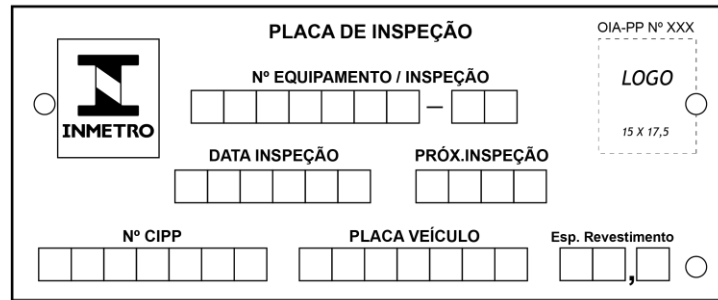 PLACA DE INSPEÇÃO
OIA-PP Nº XXX
INMETRO
Nº EQUIPAMENTO / INSPEÇÃO
–
LOGO
15 X 17,5
DATA INSPEÇÃO
PRÓX.INSPEÇÃO
Nº CIPP
PLACA VEÍCULO
Esp. Revestimento
,